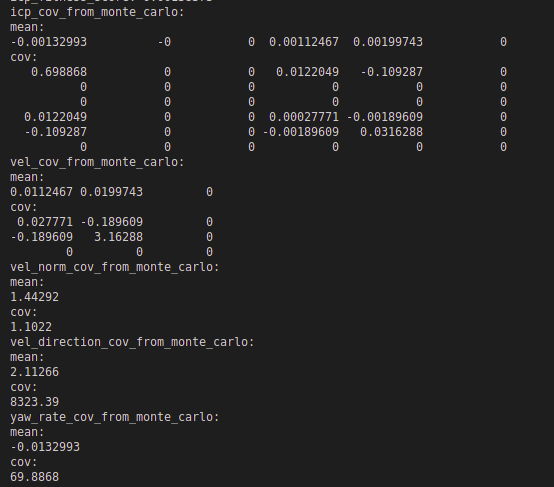 icp_cov_from_monte_carlo:
mean:
-0.00132993 -0 0 0.00112467 0.00199743 0
cov:
0.698868 0 0 0.0122049 -0.109287 0
0 0 0 0 0 0
0 0 0 0 0 0
0.0122049 0 0 0.00027771 -0.00189609 0
-0.109287 0 0 -0.00189609 0.0316288 0
0 0 0 0 0 0
vel_cov_from_monte_carlo:
mean:
0.0112467 0.0199743 0
cov:
0.027771 -0.189609 0
-0.189609 3.16288 0
0 0 0
vel_norm_cov_from_monte_carlo:
mean:
1.44292
cov:
1.1022
vel_direction_cov_from_monte_carlo:
mean:
2.11266
cov:
8323.39
yaw_rate_cov_from_monte_carlo:
mean:
-0.0132993
cov:
69.8868